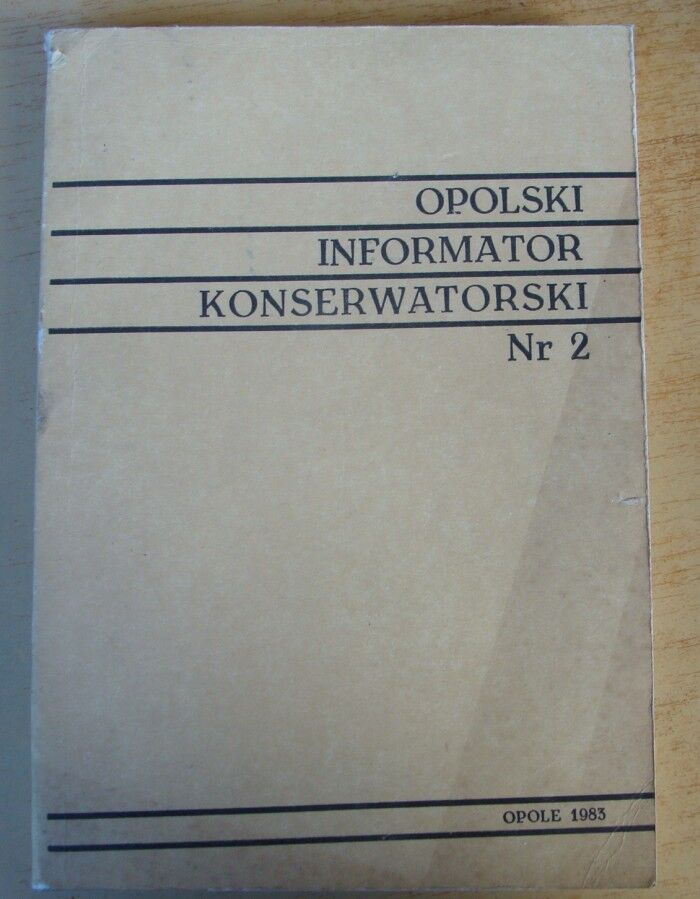 OPOLSKI
INFORMATOR
KONSERWATORSKI
Nr 2
OPOLE 1983